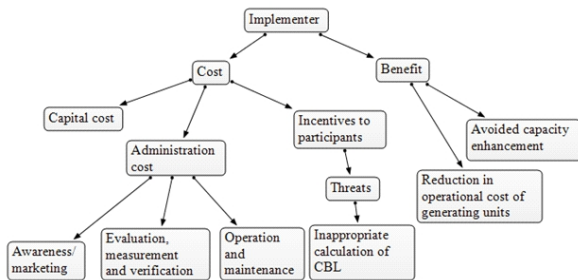 Implementer
Cost
Benefit
Capital cost
Incentives to
participants
Avoided capacity
enhancement
Administration
cost
Threats
Reduction in
operational cost of
generating units
Awareness/
marketing
Evaluation,
measurement
and verification
Operation
and
maintenance
Inappropriate
calculation of
CBL